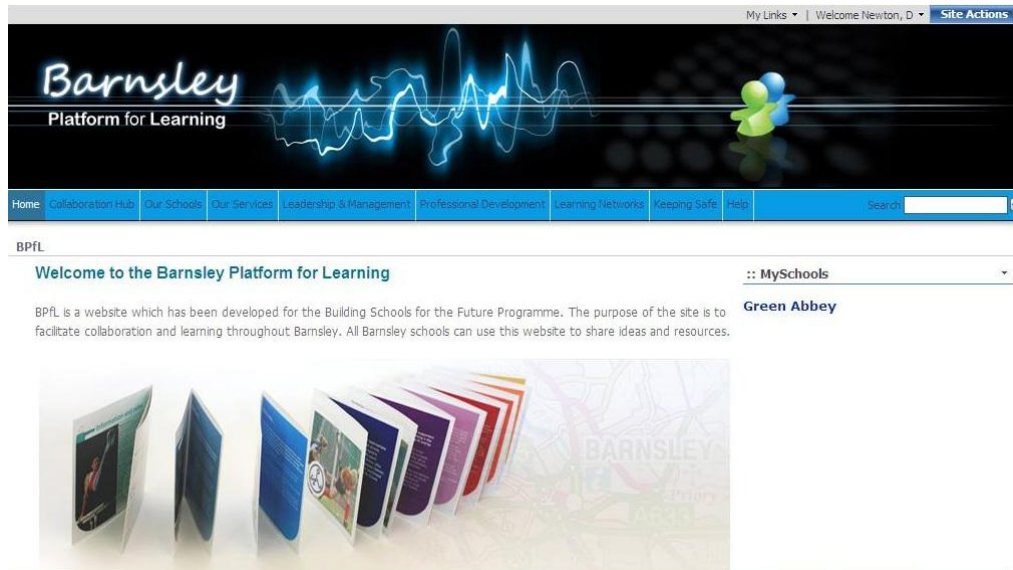 My Links | Welcome Newton, D Site Actions
Barnsley
Platform for Learning
Home Collaboration Hub Our Schools Our Services Leadership & Management Professional Development Learning Networks Keeping Safe Help Search
BPfL
Welcome to the Barnsley Platform for Learning
:: MySchools
BPfL is a website which has been developed for the Building Schools for the Future Programme. The purpose of the site is to
facilitate collaboration and learning throughout Barnsley. All Barnsley schools can use this website to share ideas and resources.
Green Abbey
BARNSLEY
Priory
A633